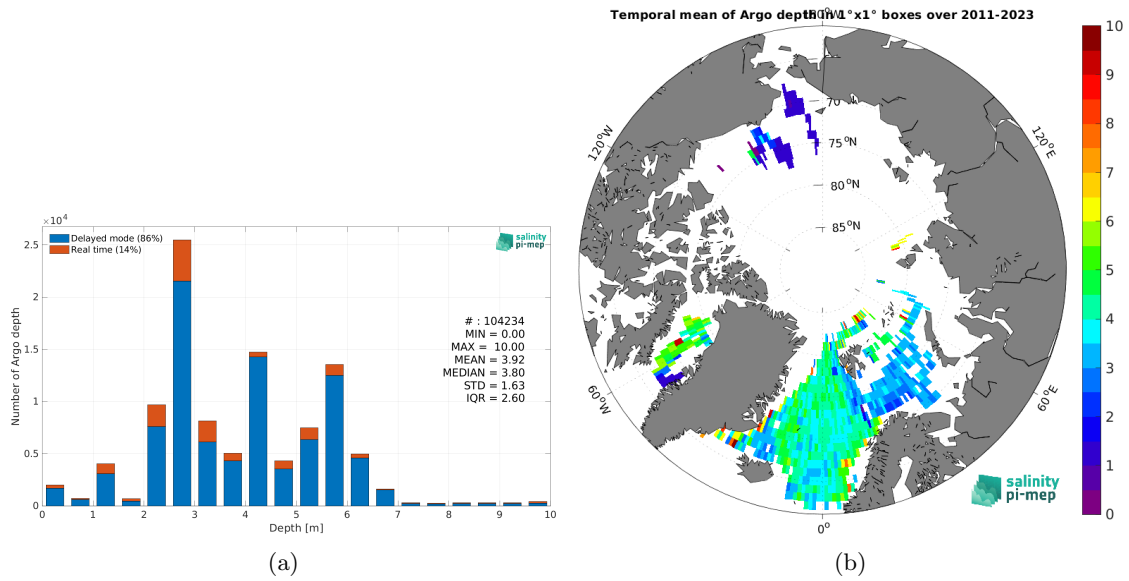 ×10⁴
2.5
2
1.5
1
0.5
0
Number of Argo depth
Delayed mode (86%)
Real time (14%)
salinity
pi-mep
# : 104234
MIN = 0.00
MAX = 10.00
MEAN = 3.92
MEDIAN = 3.80
STD = 1.63
IQR = 2.60
0 1 2 3 4 5 6 7 8 9 10
Depth [m]
(a)
Temporal mean of Argo depth in 1°x1° boxes over 2011-2023
180°W
120°W
120°E
70°N
75°N
80°N
85°N
60°W
60°E
0°
salinity
pi-mep
10
9
8
7
6
5
4
3
2
1
0
(b)